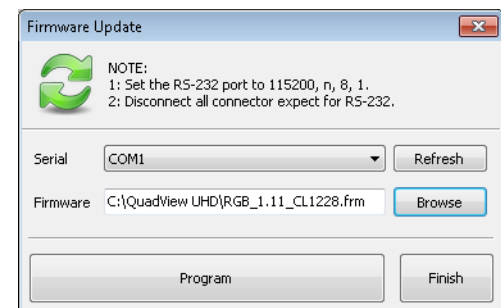 Firmware Update
NOTE:
1: Set the RS-232 port to 115200, n, 8, 1.
2: Disconnect all connector expect for RS-232.
Serial COM1 Refresh
Firmware C:\QuadView UHD\RGB_1.11_CL1228.frm Browse
Program Finish